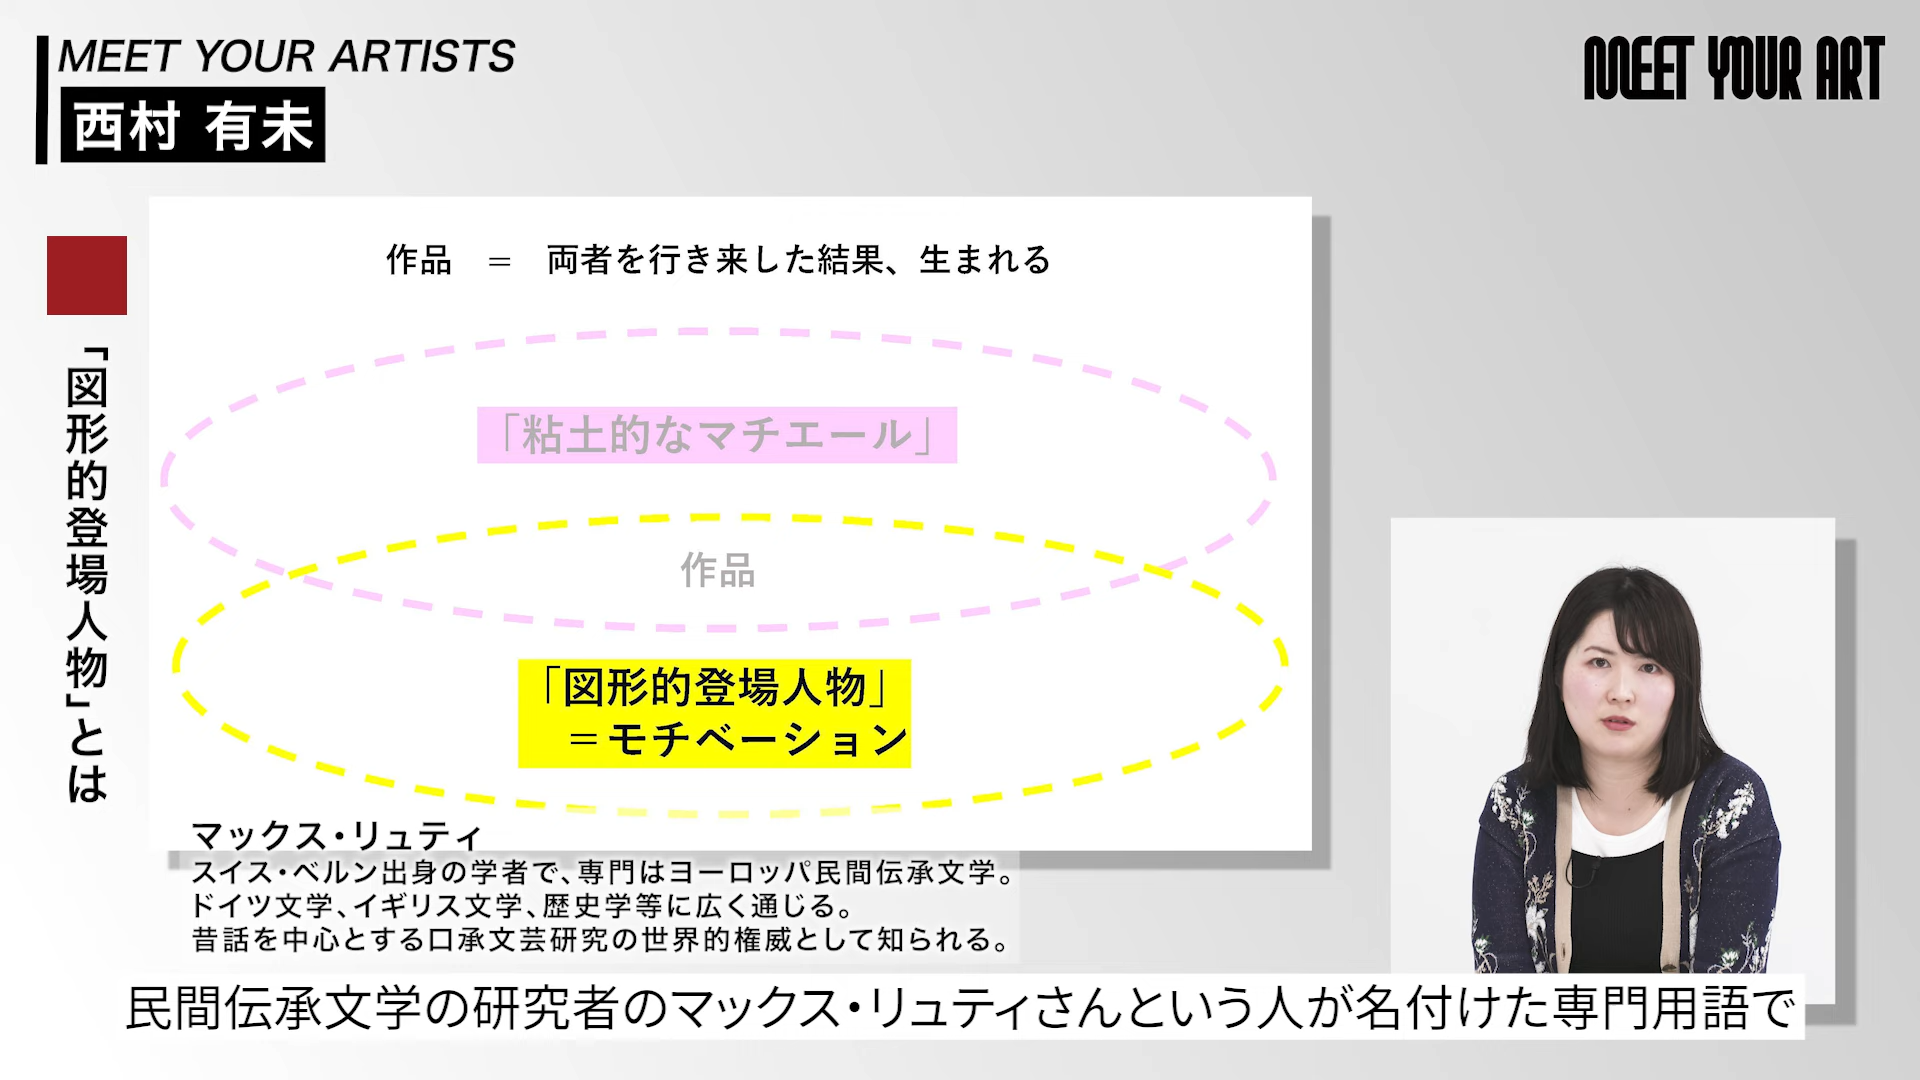 MEET YOUR ARTISTS
西村 有未
MEET YOUR ART
「図形的登場人物」とは
作品 ＝ 両者を行き来した結果、生まれる
「粘土的なマチエール」
作品
「図形的登場人物」
＝モチベーション
マックス・リュティ
スイス・ベルン出身の学者で、専門はヨーロッパ民間伝承文学。
ドイツ文学、イギリス文学、歴史学等に広く通じる。
昔話を中心とする口承文芸研究の世界的権威として知られる。
民間伝承文学の研究者のマックス・リュティさんという人が名付けた専門用語で